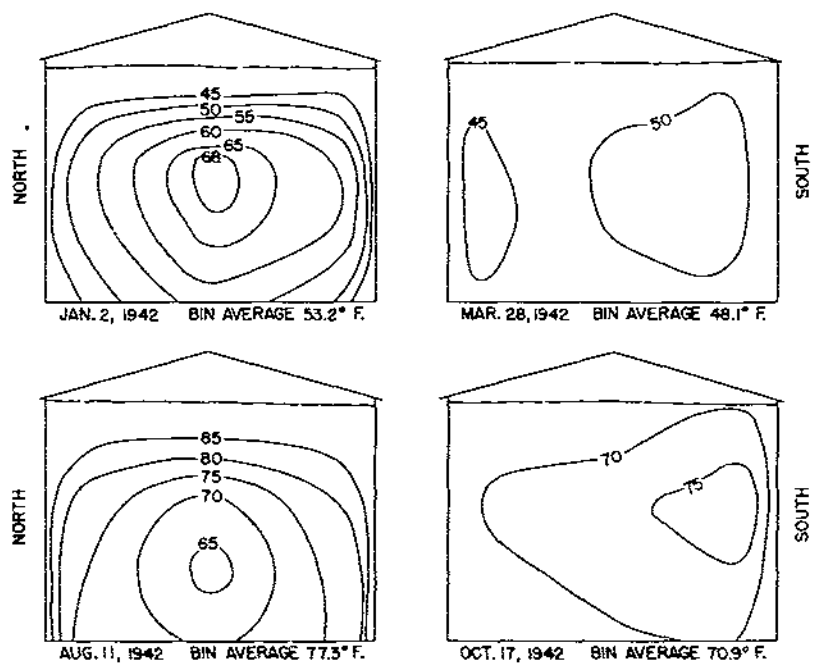 45
50
55
60
65
68
NORTH
JAN. 2, 1942 BIN AVERAGE 53.2° F.
45
50
SOUTH
MAR. 28, 1942 BIN AVERAGE 48.1° F.
85
80
75
70
65
NORTH
AUG. 11, 1942 BIN AVERAGE 77.3° F.
70
75
SOUTH
OCT. 17, 1942 BIN AVERAGE 70.9° F.